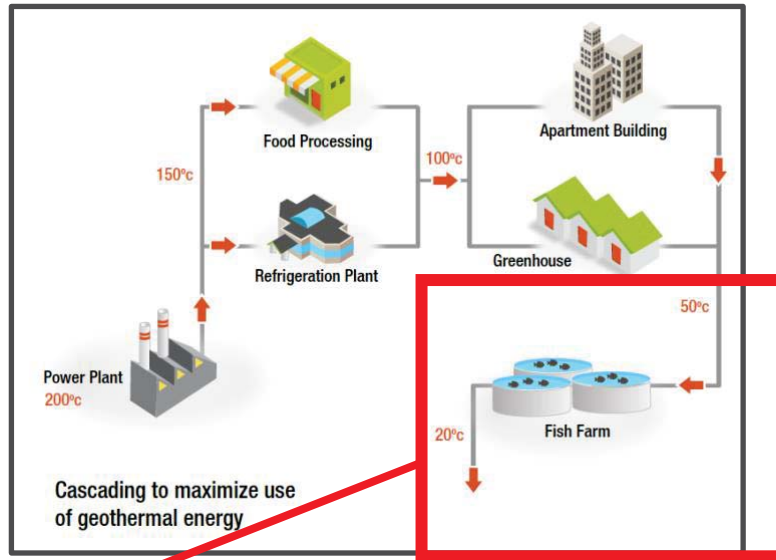 Food Processing
Apartment Building
150ºc
100ºc
Refrigeration Plant
Greenhouse
50ºc
Power Plant
200ºc
20ºc
Fish Farm
Cascading to maximize use
of geothermal energy